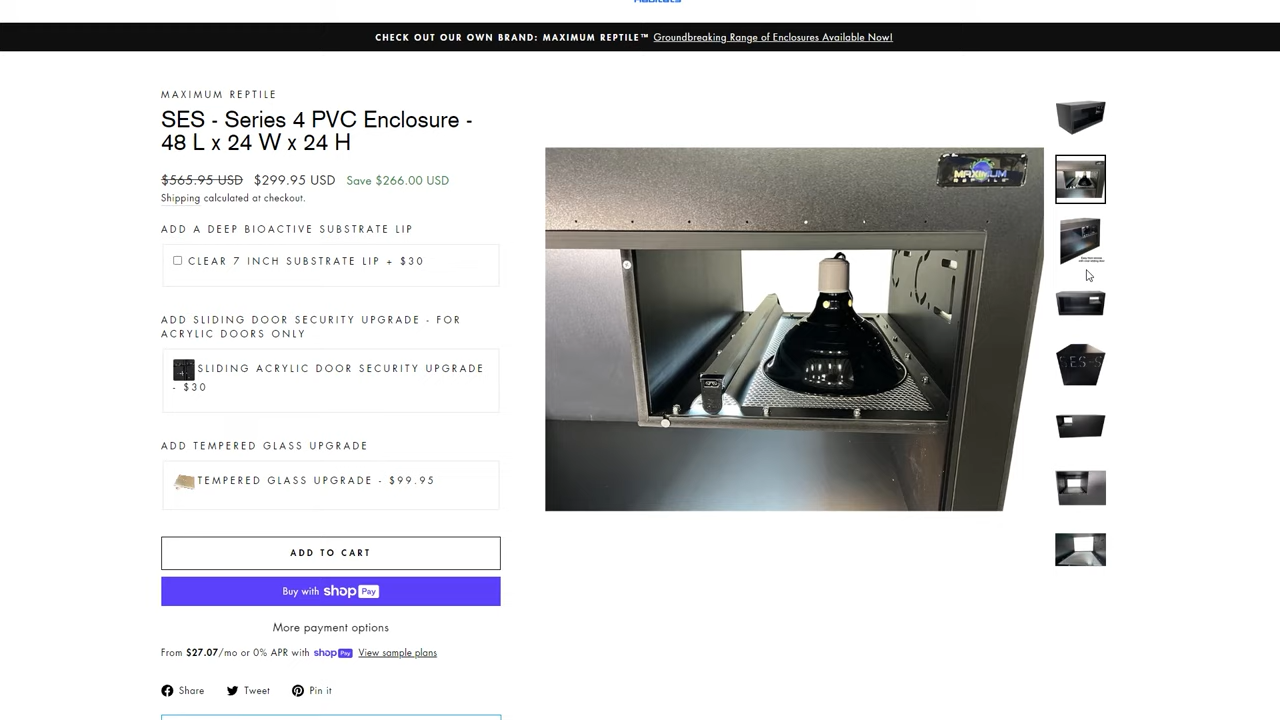 CHECK OUT OUR OWN BRAND: MAXIMUM REPTILE™ Groundbreaking Range of Enclosures Available Now!
MAXIMUM REPTILE
SES - Series 4 PVC Enclosure -
48 L x 24 W x 24 H
$565.95 USD $299.95 USD Save $266.00 USD
Shipping calculated at checkout.
ADD A DEEP BIOACTIVE SUBSTRATE LIP
CLEAR 7 INCH SUBSTRATE LIP + $30
ADD SLIDING DOOR SECURITY UPGRADE - FOR
ACRYLIC DOORS ONLY
SLIDING ACRYLIC DOOR SECURITY UPGRADE
- $30
ADD TEMPERED GLASS UPGRADE
TEMPERED GLASS UPGRADE - $99.95
ADD TO CART
Buy with shop Pay
More payment options
From $27.07/mo or 0% APR with shop Pay View sample plans
Share Tweet Pin it
MAXIMUM
REPTILES
SES-S